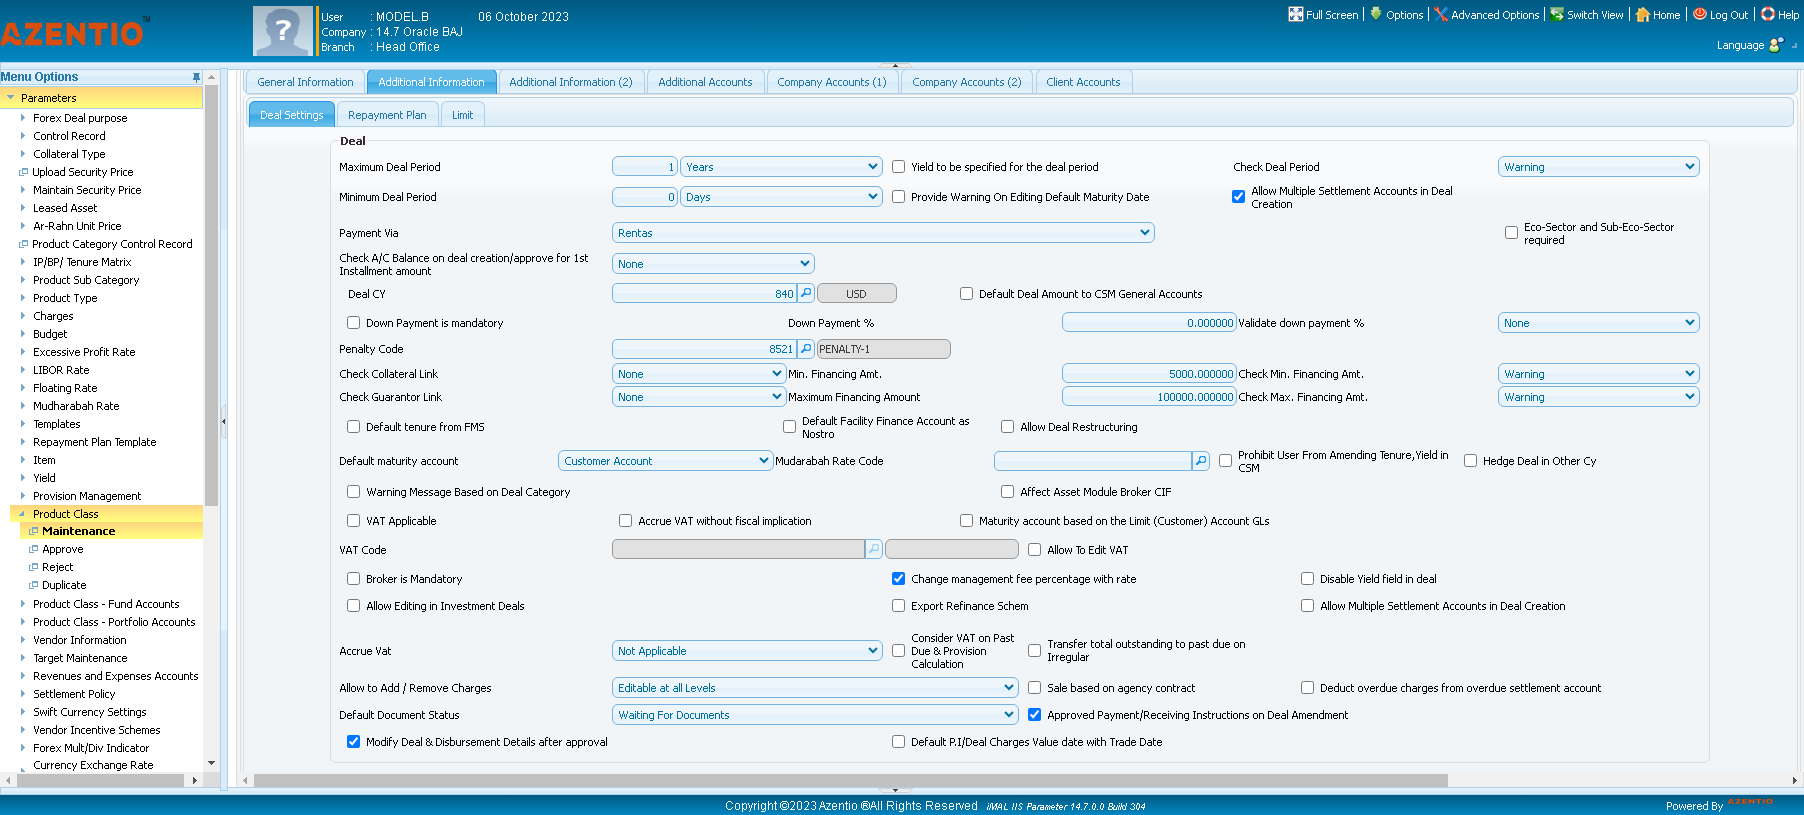 AZENTIO™
User : MODEL.B 06 October 2023
Company : 14.7 Oracle BAJ
Branch : Head Office
Full Screen Options Advanced Options Switch View Home Log Out Help
Language
Menu Options
Parameters
Forex Deal purpose
Control Record
Collateral Type
Upload Security Price
Maintain Security Price
Leased Asset
Ar-Rahn Unit Price
Product Category Control Record
IP/BP/ Tenure Matrix
Product Sub Category
Product Type
Charges
Budget
Excessive Profit Rate
LIBOR Rate
Floating Rate
Mudharabah Rate
Templates
Repayment Plan Template
Item
Yield
Provision Management
Product Class
Maintenance
Approve
Reject
Duplicate
Product Class - Fund Accounts
Product Class - Portfolio Accounts
Vendor Information
Target Maintenance
Revenues and Expenses Accounts
Settlement Policy
Swift Currency Settings
Vendor Incentive Schemes
Forex Mult/Div Indicator
Currency Exchange Rate
General Information Additional Information Additional Information (2) Additional Accounts Company Accounts (1) Company Accounts (2) Client Accounts
Deal Settings Repayment Plan Limit
Deal
Maximum Deal Period 1 Years Yield to be specified for the deal period Check Deal Period Warning
Minimum Deal Period 0 Days Provide Warning On Editing Default Maturity Date Allow Multiple Settlement Accounts in Deal
Creation
Payment Via Rentas Eco-Sector and Sub-Eco-Sector
required
Check A/C Balance on deal creation/approve for 1st
Installment amount None
Deal CY 840 USD Default Deal Amount to CSM General Accounts
Down Payment is mandatory Down Payment % 0.000000 Validate down payment % None
Penalty Code 8521 PENALTY-1
Check Collateral Link None Min. Financing Amt. 5000.000000 Check Min. Financing Amt. Warning
Check Guarantor Link None Maximum Financing Amount 100000.000000 Check Max. Financing Amt. Warning
Default tenure from FMS Default Facility Finance Account as
Nostro Allow Deal Restructuring
Default maturity account Customer Account Mudarabah Rate Code Prohibit User From Amending Tenure,Yield in
CSM Hedge Deal in Other Cy
Warning Message Based on Deal Category Affect Asset Module Broker CIF
VAT Applicable Accrue VAT without fiscal implication Maturity account based on the Limit (Customer) Account GLs
VAT Code Allow To Edit VAT
Broker is Mandatory Change management fee percentage with rate Disable Yield field in deal
Allow Editing in Investment Deals Export Refinance Schem Allow Multiple Settlement Accounts in Deal Creation
Accrue Vat Not Applicable Consider VAT on Past
Due & Provision
Calculation Transfer total outstanding to past due on
Irregular
Allow to Add / Remove Charges Editable at all Levels Sale based on agency contract Deduct overdue charges from overdue settlement account
Default Document Status Waiting For Documents Approved Payment/Receiving Instructions on Deal Amendment
Modify Deal & Disbursement Details after approval Default P.I/Deal Charges Value date with Trade Date
Copyright ©2023 Azentio ®All Rights Reserved iMAL IIS Parameter 14.7.0.0 Build 304
Powered By AZENTIO